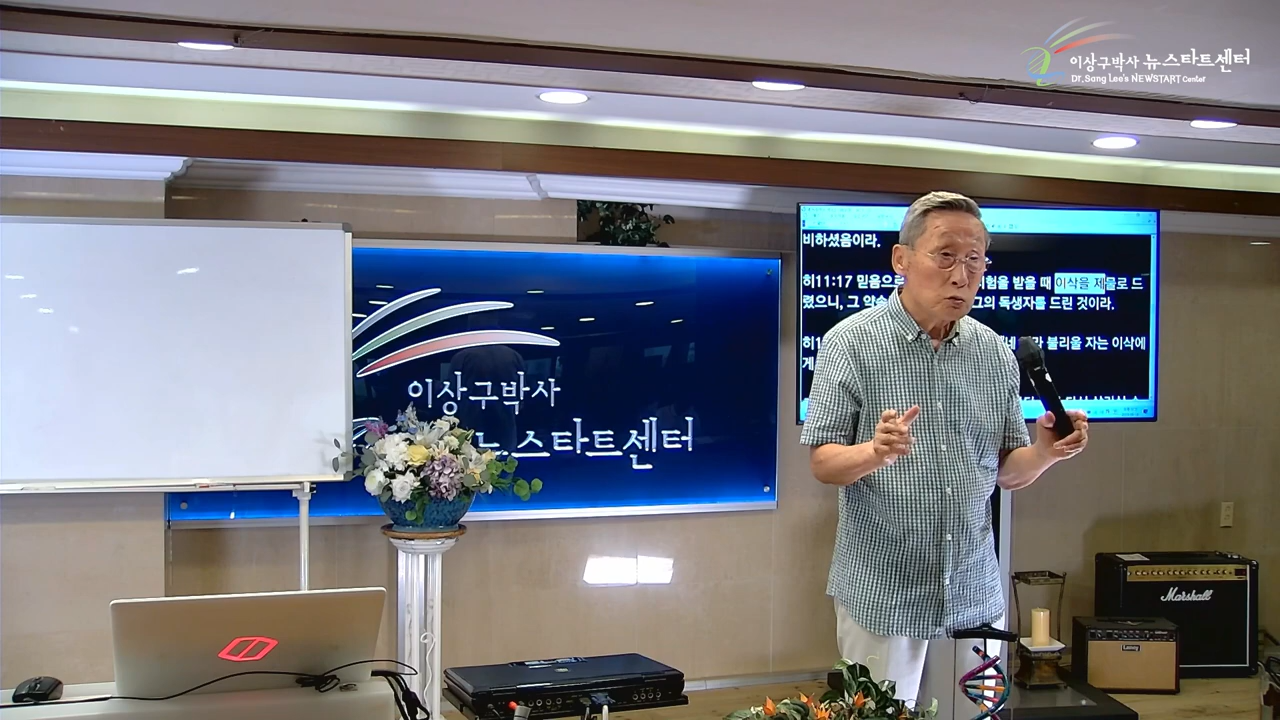 이상구박사 뉴스타트센터
Dr. Sang Lee's NEWSTART Center
비하셨음이라.
히11:17 믿음으로 험을 받을 때 이삭을 제물로 드
렸으니, 그 약속 그의 독생자를 드린 것이라.
불리울 자는 이삭에
게
이상구박사
뉴스타트센터
Marshall
Laney